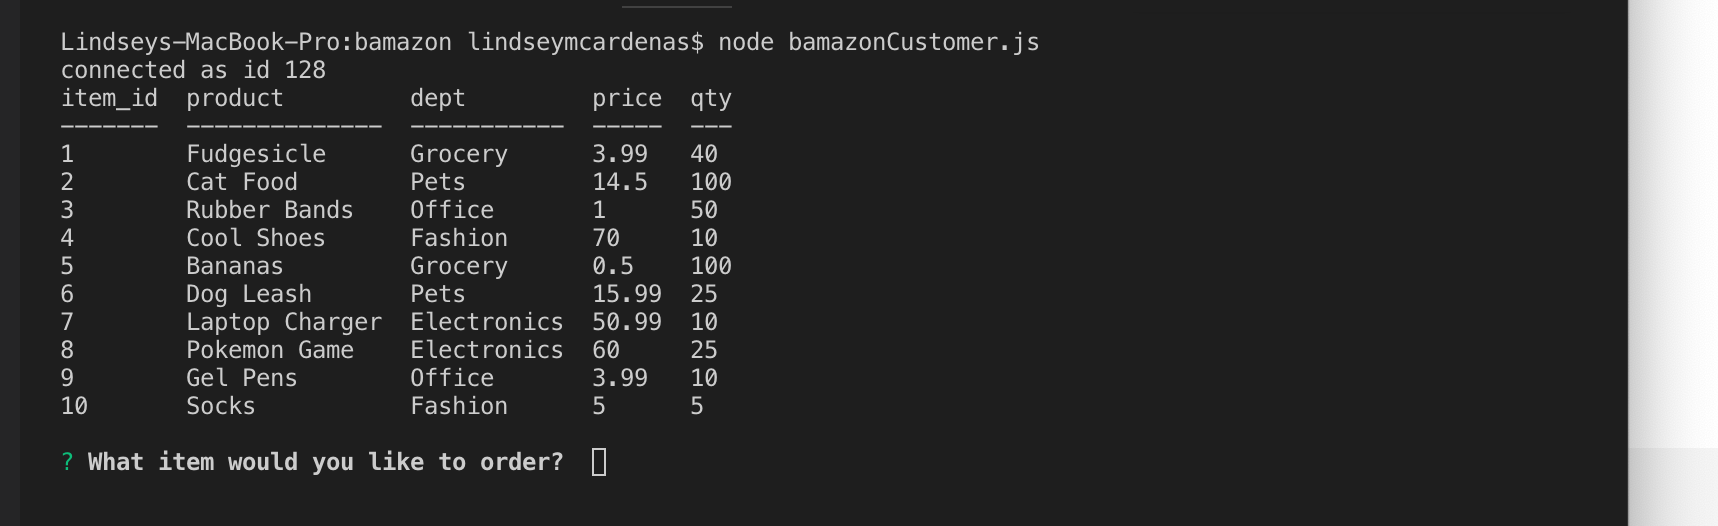 Lindseys-MacBook-Pro:bamazon lindseymcardenas$ node bamazonCustomer.js
connected as id 128
item_id  product         dept         price  qty
-------  --------------  -----------  -----  ---
1        Fudgesicle      Grocery      3.99   40
2        Cat Food        Pets         14.5   100
3        Rubber Bands    Office       1      50
4        Cool Shoes      Fashion      70     10
5        Bananas         Grocery      0.5    100
6        Dog Leash       Pets         15.99  25
7        Laptop Charger  Electronics  50.99  10
8        Pokemon Game    Electronics  60     25
9        Gel Pens        Office       3.99   10
10       Socks           Fashion      5      5
? What item would you like to order?